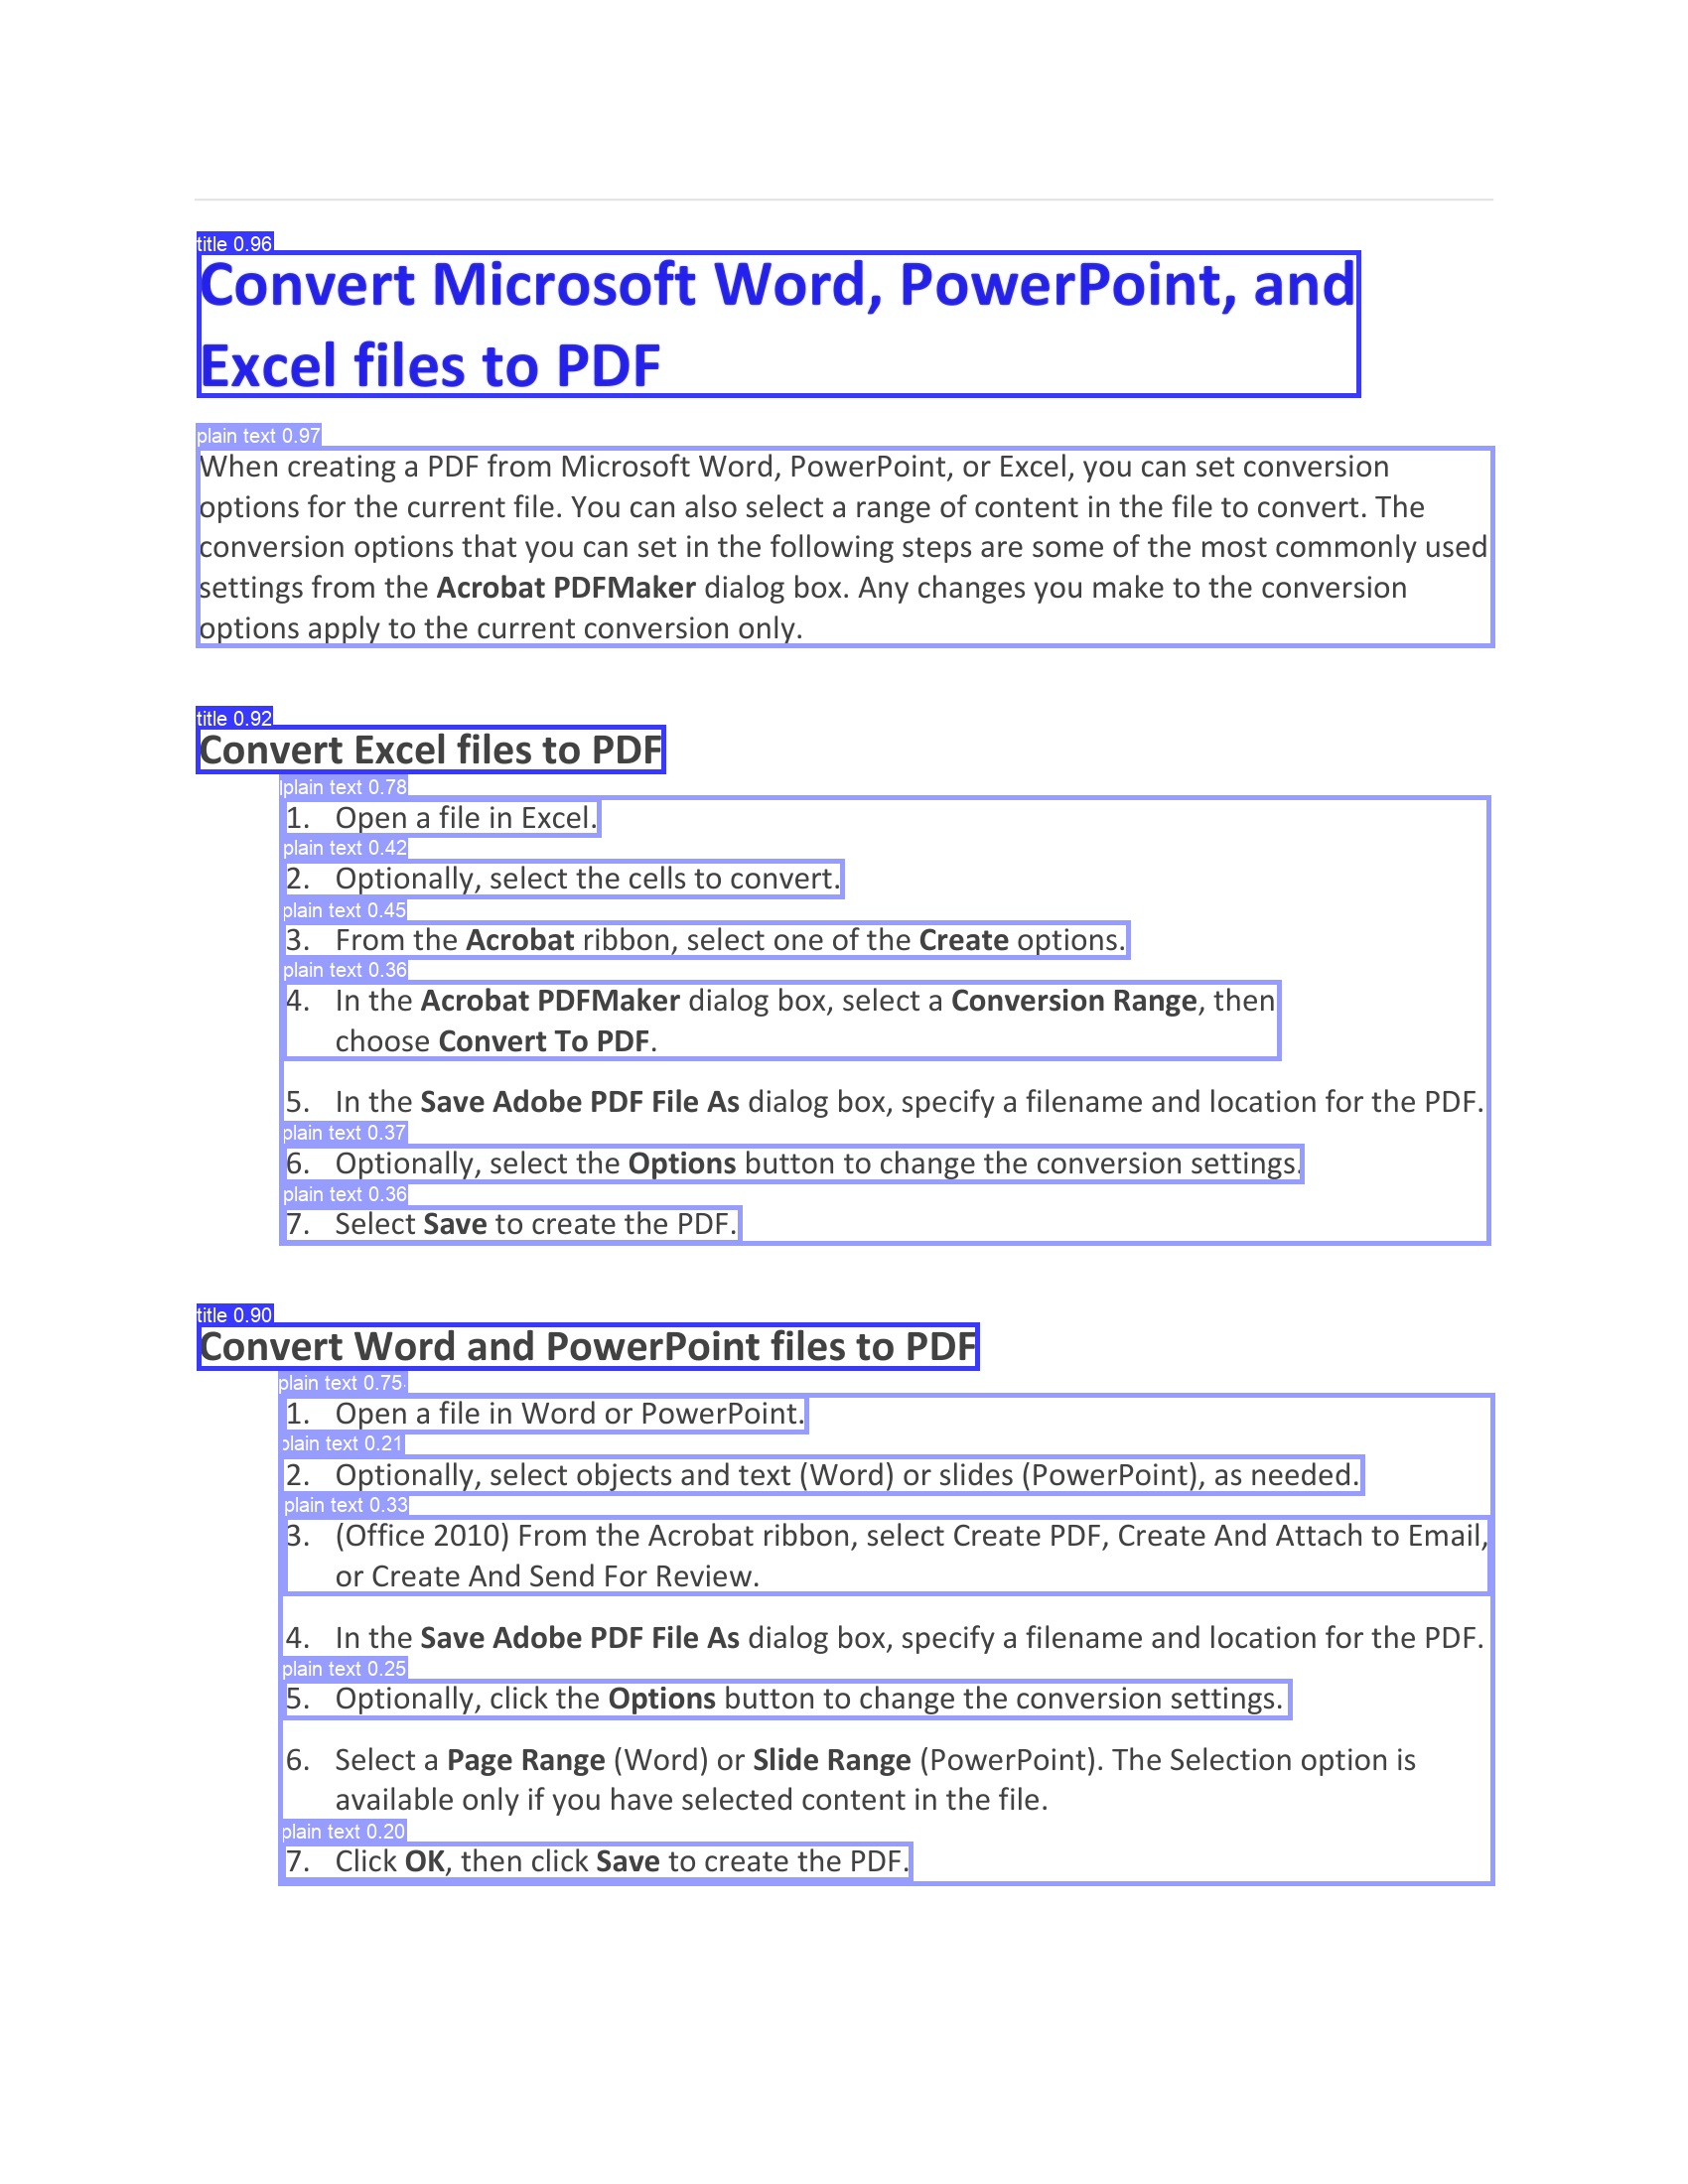 title 0.96
Convert Microsoft Word, PowerPoint, and
Excel files to PDF
plain text 0.97
When creating a PDF from Microsoft Word, PowerPoint, or Excel, you can set conversion
options for the current file. You can also select a range of content in the file to convert. The
conversion options that you can set in the following steps are some of the most commonly used
settings from the Acrobat PDFMaker dialog box. Any changes you make to the conversion
options apply to the current conversion only.
title 0.92
Convert Excel files to PDF
plain text 0.78
1. Open a file in Excel.
plain text 0.42
2. Optionally, select the cells to convert.
plain text 0.45
3. From the Acrobat ribbon, select one of the Create options.
plain text 0.36
4. In the Acrobat PDFMaker dialog box, select a Conversion Range, then
choose Convert To PDF.
5. In the Save Adobe PDF File As dialog box, specify a filename and location for the PDF.
plain text 0.37
6. Optionally, select the Options button to change the conversion settings.
plain text 0.36
7. Select Save to create the PDF.
title 0.90
Convert Word and PowerPoint files to PDF
plain text 0.75
1. Open a file in Word or PowerPoint.
plain text 0.21
2. Optionally, select objects and text (Word) or slides (PowerPoint), as needed.
plain text 0.33
3. (Office 2010) From the Acrobat ribbon, select Create PDF, Create And Attach to Email,
or Create And Send For Review.
4. In the Save Adobe PDF File As dialog box, specify a filename and location for the PDF.
plain text 0.25
5. Optionally, click the Options button to change the conversion settings.
6. Select a Page Range (Word) or Slide Range (PowerPoint). The Selection option is
available only if you have selected content in the file.
plain text 0.20
7. Click OK, then click Save to create the PDF.